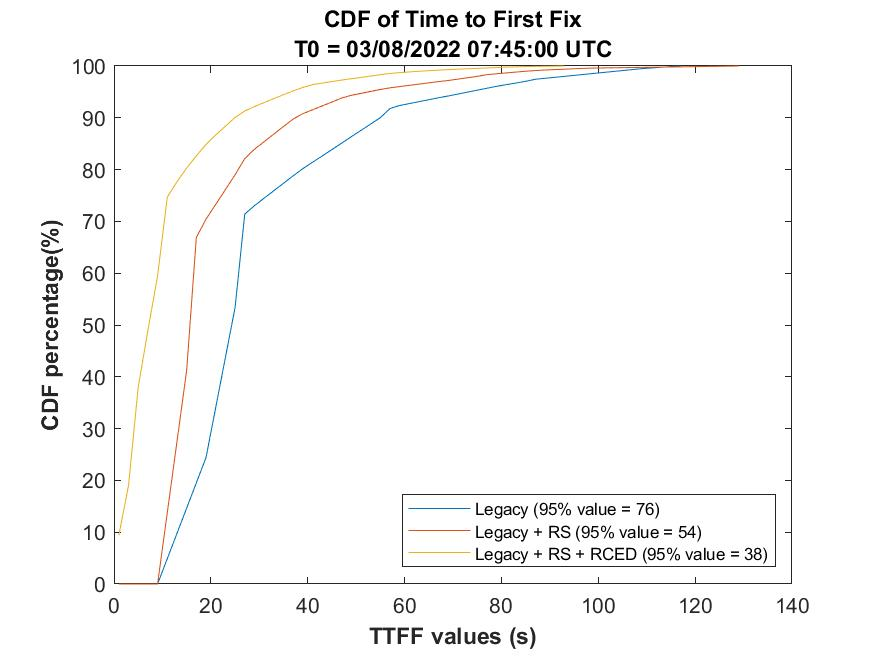 CDF of Time to First Fix
T0 = 03/08/2022 07:45:00 UTC
CDF percentage(%)
100
90
80
70
60
50
40
30
20
10
0
Legacy (95% value = 76)
Legacy + RS (95% value = 54)
Legacy + RS + RCED (95% value = 38)
0 20 40 60 80 100 120 140
TTFF values (s)